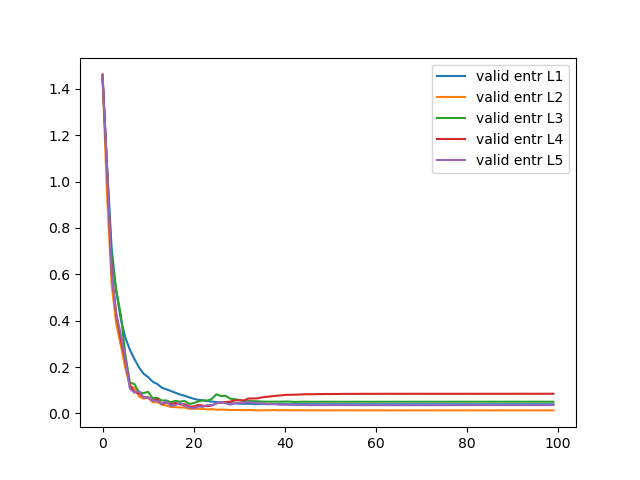 valid entr L1
valid entr L2
valid entr L3
valid entr L4
valid entr L5
1.4
1.2
1.0
0.8
0.6
0.4
0.2
0.0
0 20 40 60 80 100